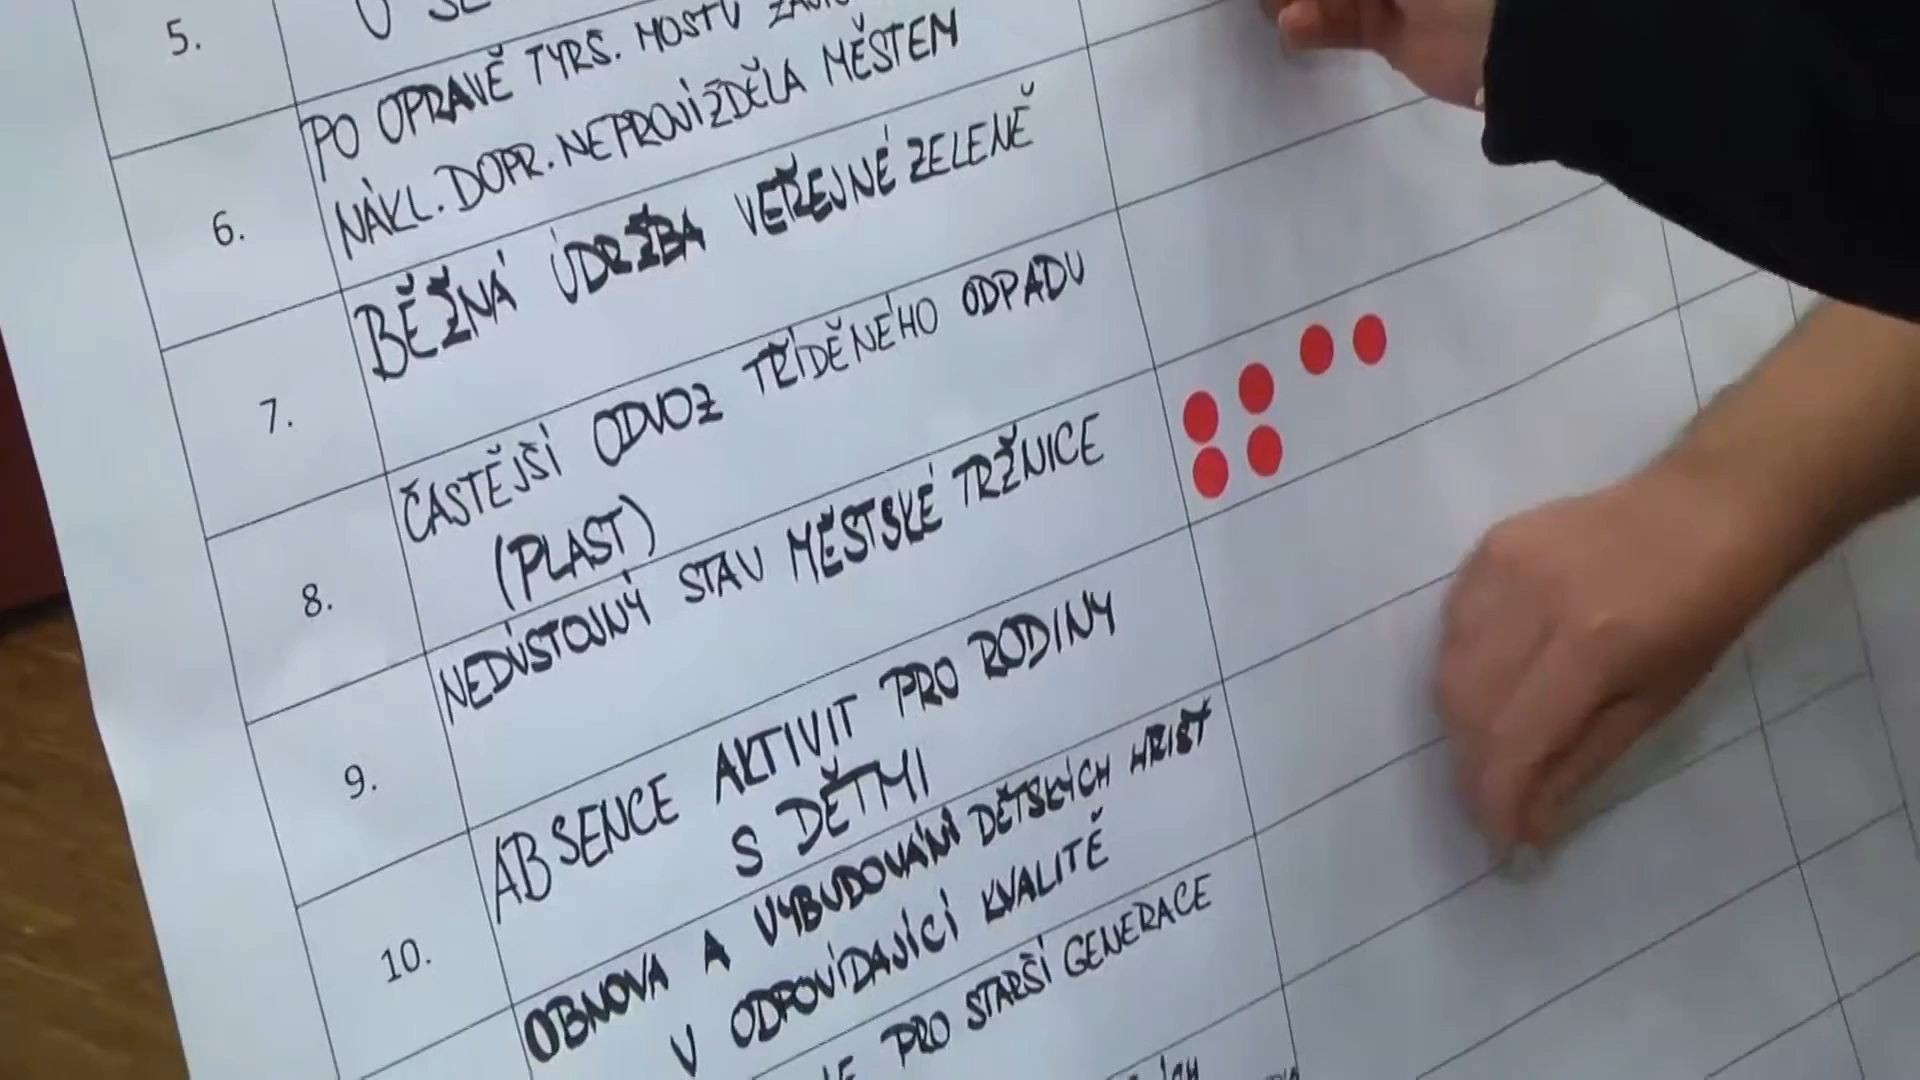 5.
6.
PO OPRAVĚ TYRŠ. MOSTU
NÁKL. DOPR. NEPROJÍŽDĚLA MĚSTEM
7.
BĚŽNÁ ÚDRŽBA VEŘEJNÉ ZELENĚ
8.
ČASTĚJŠÍ ODVOZ TŘÍDĚNÉHO ODPADU
(PLAST)
9.
NEDŮSTOJNÝ STAV MĚSTSKÉ TRŽNICE
10.
ABSENCE AKTIVIT PRO RODINY
S DĚTMI
OBNOVA A VYBUDOVÁNÍ DĚTSKÝCH HŘIŠŤ
V ODPOVÍDAJÍCÍ KVALITĚ
PRO STARŠÍ GENERACE